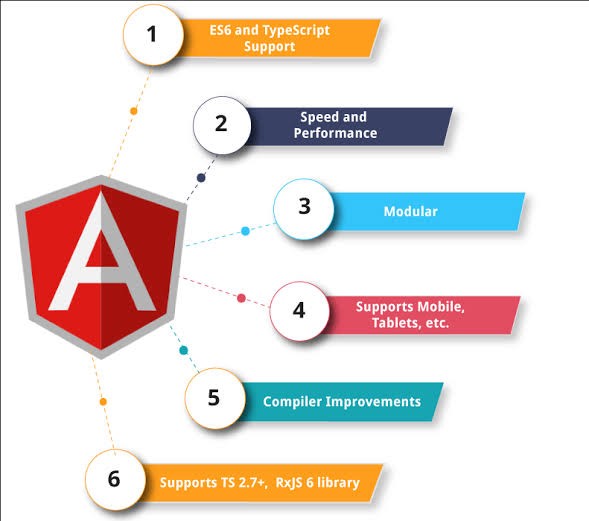 1
ES6 and TypeScript
Support
2
Speed and
Performance
3
Modular
4
Supports Mobile,
Tablets, etc.
5
Compiler Improvements
6
Supports TS 2.7+, RxJS 6 library
A